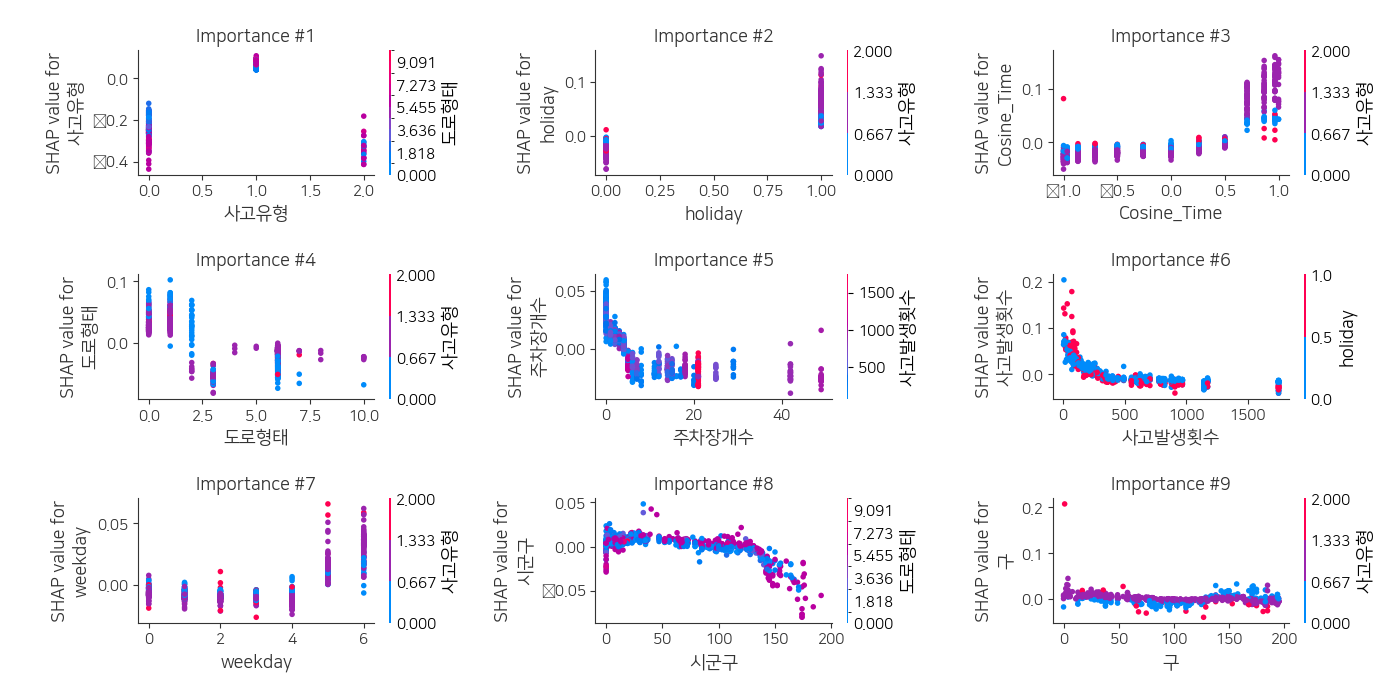 Importance #1
SHAP value for
사고유형
0.0
0.2
0.4
0.0
0.5
1.0
1.5
2.0
사고유형
9.091
7.273
5.455
3.636
1.818
0.000
도로형태
Importance #2
SHAP value for
holiday
0.1
0.0
0.00
0.25
0.50
0.75
1.00
holiday
2.000
1.333
0.667
0.000
사고유형
Importance #3
SHAP value for
Cosine_Time
0.1
0.0
1.0
0.5
0.0
0.5
1.0
Cosine_Time
2.000
1.333
0.667
0.000
사고유형
Importance #4
SHAP value for
도로형태
0.1
0.0
0.0
2.5
5.0
7.5
10.0
도로형태
2.000
1.333
0.667
0.000
사고유형
Importance #5
SHAP value for
주차장개수
0.05
0.00
0
20
40
주차장개수
1500
1000
500
사고발생횟수
Importance #6
SHAP value for
사고발생횟수
0.2
0.1
0.0
0
500
1000
1500
사고발생횟수
1.0
0.5
0.0
holiday
Importance #7
SHAP value for
weekday
0.05
0.00
0
2
4
6
weekday
2.000
1.333
0.667
0.000
사고유형
Importance #8
SHAP value for
시군구
0.05
0.00
0.05
0
50
100
150
200
시군구
9.091
7.273
5.455
3.636
1.818
0.000
도로형태
Importance #9
SHAP value for
구
0.2
0.1
0.0
0
50
100
150
200
구
2.000
1.333
0.667
0.000
사고유형